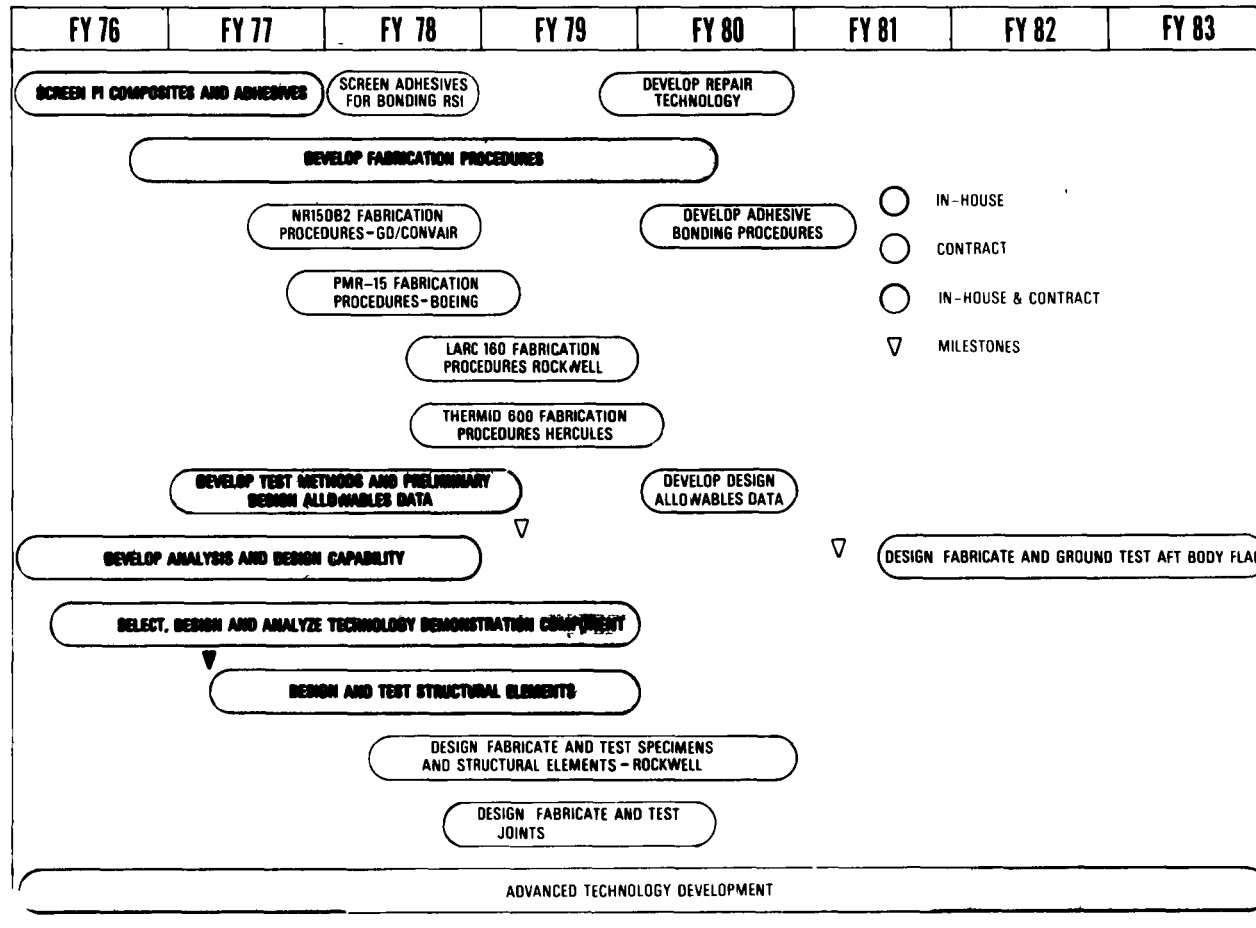 FY 76 FY 77 FY 78 FY 79 FY 80 FY 81 FY 82 FY 83
SCREEN PI COMPOSITES AND ADHESIVES
SCREEN ADHESIVES
FOR BONDING RSI
DEVELOP REPAIR
TECHNOLOGY
DEVELOP FABRICATION PROCEDURES
NR150B2 FABRICATION
PROCEDURES-GD/CONVAIR
DEVELOP ADHESIVE
BONDING PROCEDURES
IN-HOUSE
CONTRACT
IN-HOUSE & CONTRACT
MILESTONES
PMR-15 FABRICATION
PROCEDURES-BOEING
LARC 160 FABRICATION
PROCEDURES ROCKWELL
THERMID 600 FABRICATION
PROCEDURES HERCULES
DEVELOP TEST METHODS AND PRELIMINARY
DESIGN ALLOWABLES DATA
DEVELOP DESIGN
ALLOWABLES DATA
DEVELOP ANALYSIS AND DESIGN CAPABILITY
DESIGN FABRICATE AND GROUND TEST AFT BODY FLAP
SELECT, DESIGN AND ANALYZE TECHNOLOGY DEMONSTRATION COMPONENT
DESIGN AND TEST STRUCTURAL ELEMENTS
DESIGN FABRICATE AND TEST SPECIMENS
AND STRUCTURAL ELEMENTS - ROCKWELL
DESIGN FABRICATE AND TEST
JOINTS
ADVANCED TECHNOLOGY DEVELOPMENT